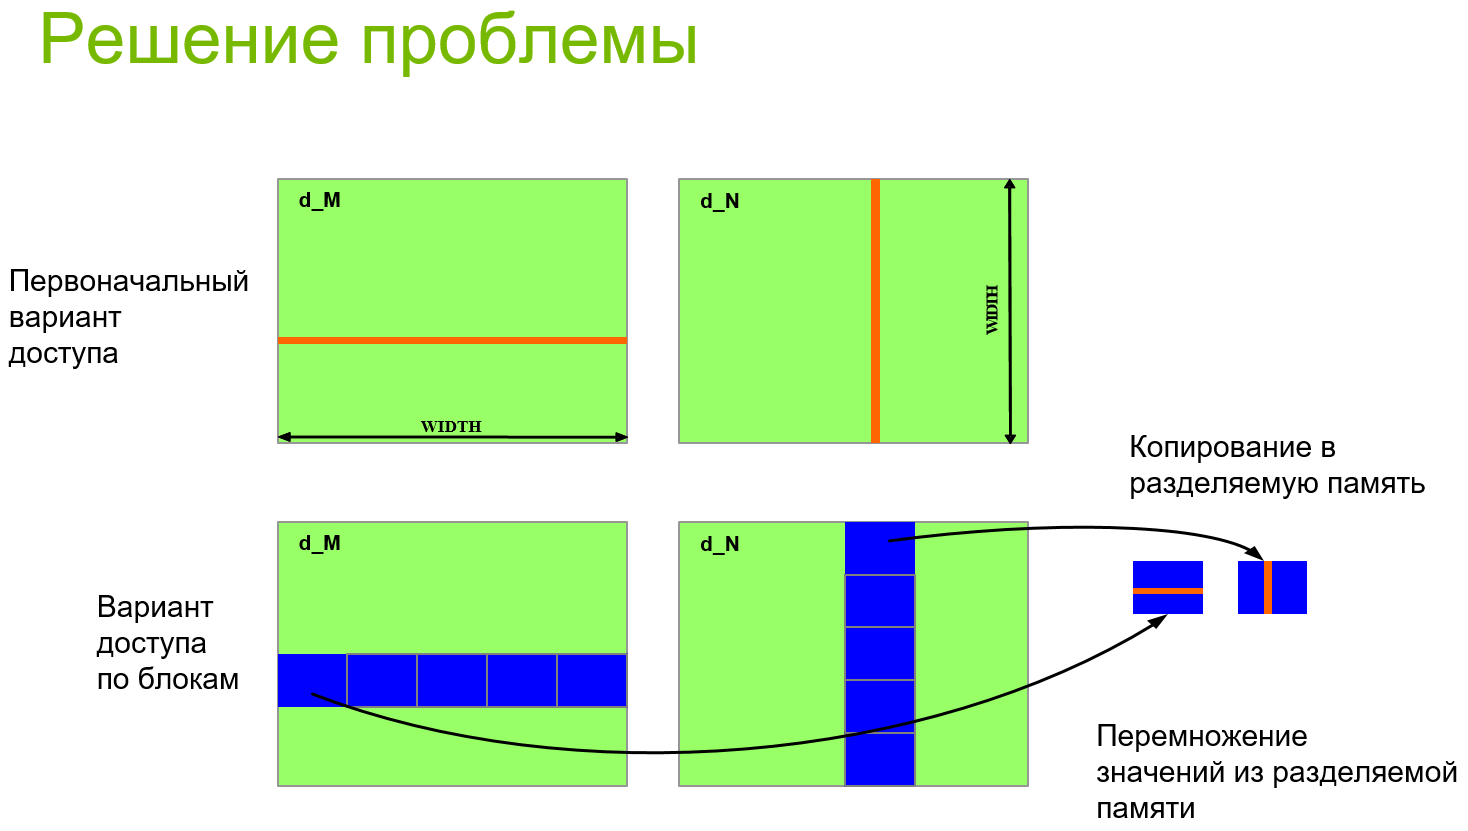 Решение проблемы
d_M
d_N
Первоначальный
вариант
доступа
WIDTH
WIDTH
Копирование в
разделяемую память
d_M
d_N
Вариант
доступа
по блокам
Перемножение
значений из разделяемой
памяти